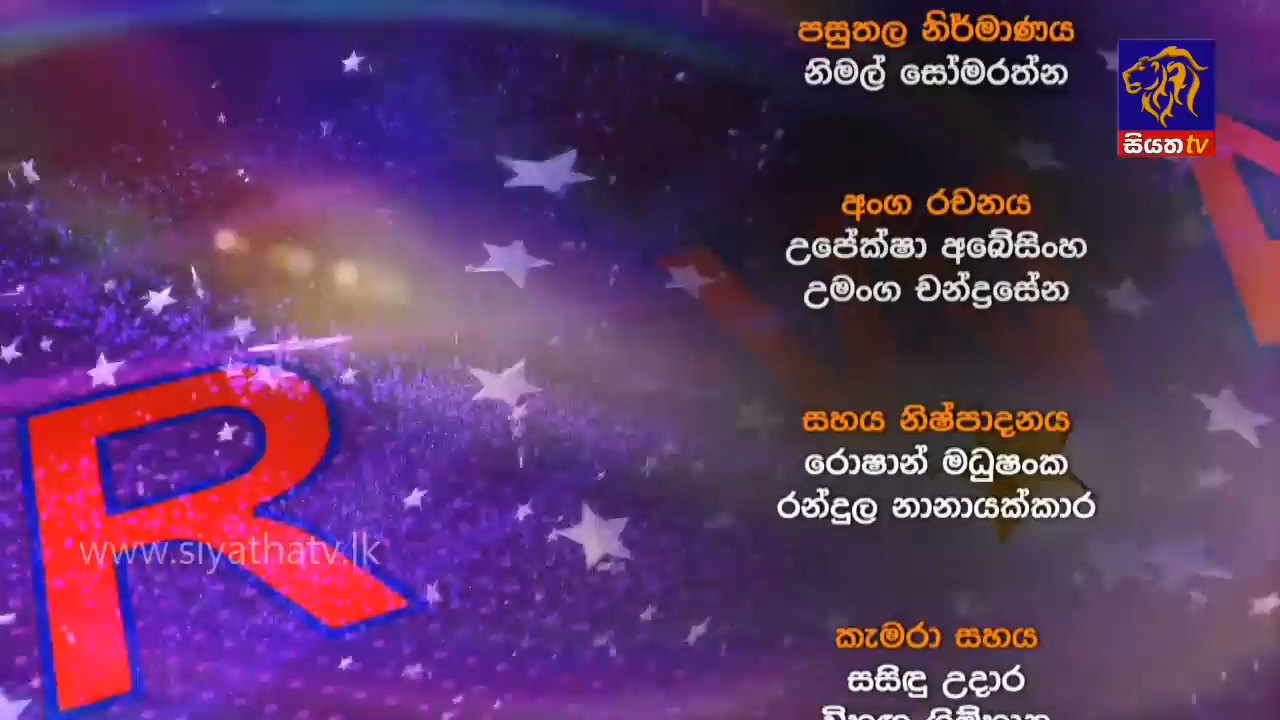 පසුතල නිර්මාණය
නිමල් සෝමරත්න
සියත tv
අංග රචනය
උපේක්ෂා අබේසිංහ
උමංග චන්ද්‍රසේන
සහය නිෂ්පාදනය
රොෂාන් මධුෂංක
රන්දුල නානායක්කාර
R
www.siyathatv.lk
කැමරා සහය
සසිඳු උදාර